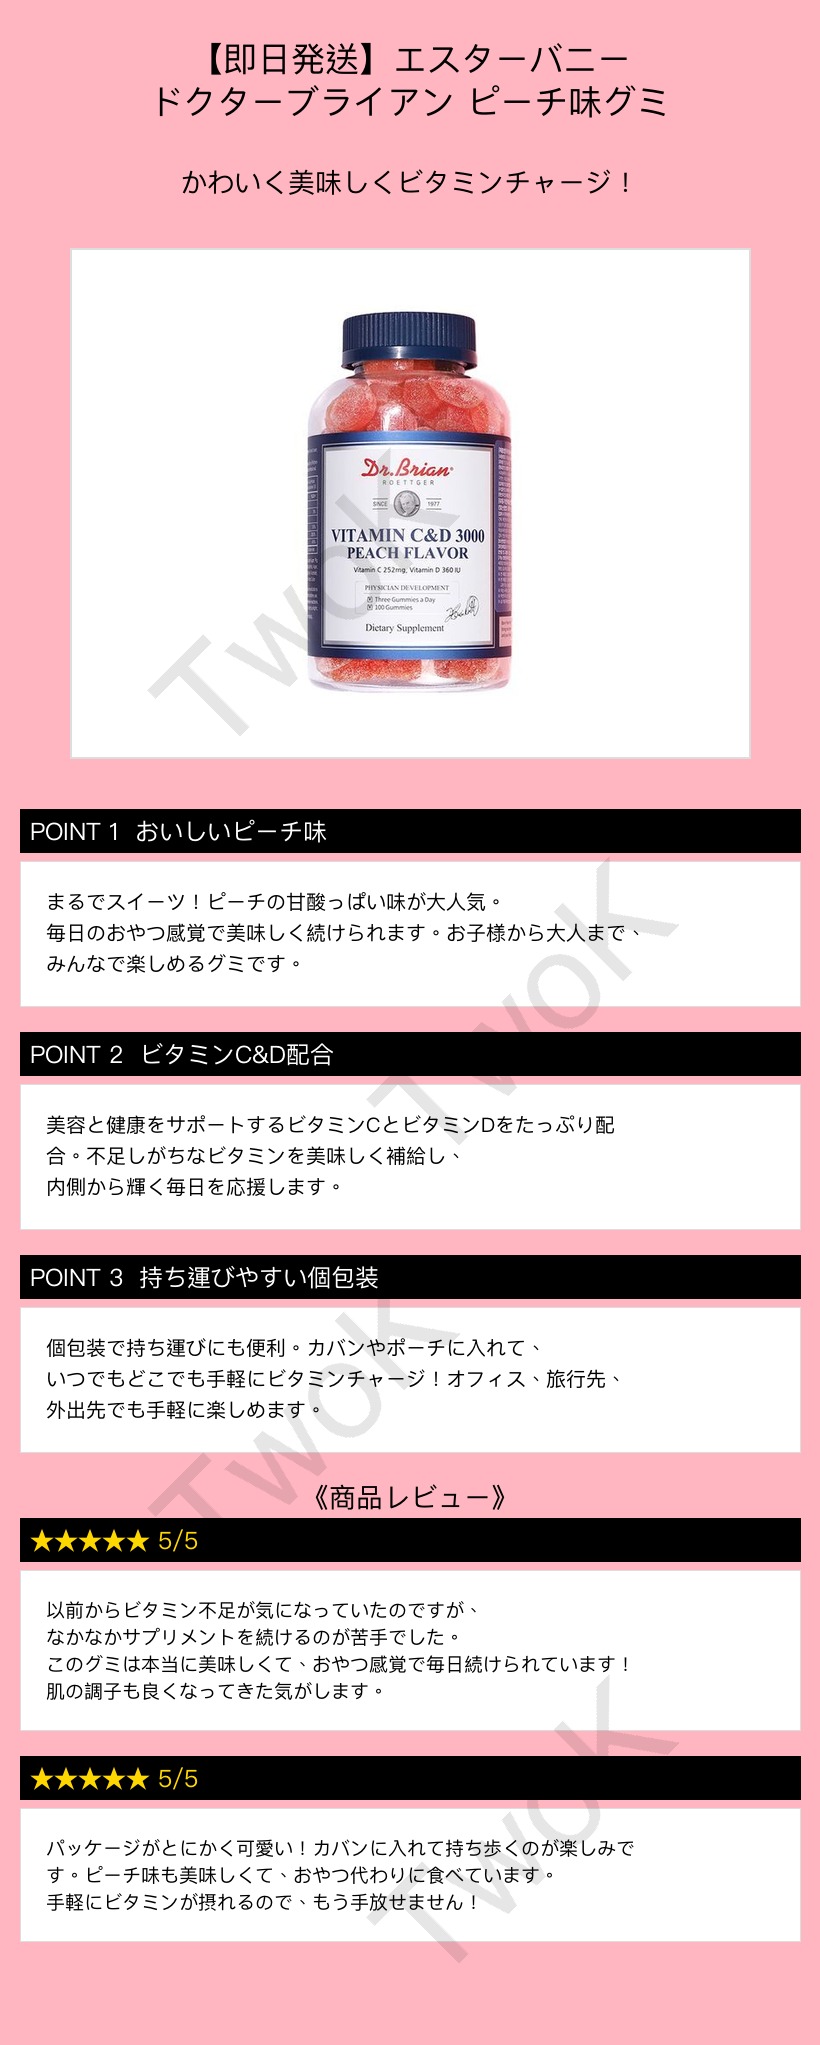 【即日発送】エスターバニー
ドクターブライアン ピーチ味グミ
かわいく美味しくビタミンチャージ！
Dr.Brian
ROETTGER
SINCE 1977
VITAMIN C&D 3000
PEACH FLAVOR
Vitamin C 252mg, Vitamin D 360 IU
PHYSICIAN DEVELOPMENT
Three Gummies a Day
100 Gummies
Dietary Supplement
TwoK
POINT 1 おいしいピーチ味
まるでスイーツ！ピーチの甘酸っぱい味が大人気。
毎日のおやつ感覚で美味しく続けられます。お子様から大人まで、
みんなで楽しめるグミです。
TwoK
POINT 2 ビタミンC&D配合
美容と健康をサポートするビタミンCとビタミンDをたっぷり配
合。不足しがちなビタミンを美味しく補給し、
内側から輝く毎日を応援します。
POINT 3 持ち運びやすい個包装
個包装で持ち運びにも便利。カバンやポーチに入れて、
いつでもどこでも手軽にビタミンチャージ！オフィス、旅行先、
外出先でも手軽に楽しめます。
TwoK
《商品レビュー》
★★★★★ 5/5
以前からビタミン不足が気になっていたのですが、
なかなかサプリメントを続けるのが苦手でした。
このグミは本当に美味しくて、おやつ感覚で毎日続けられています！
肌の調子も良くなってきた気がします。
★★★★★ 5/5
パッケージがとにかく可愛い！カバンに入れて持ち歩くのが楽しみで
す。ピーチ味も美味しくて、おやつ代わりに食べています。
手軽にビタミンが摂れるので、もう手放せません！
TwoK